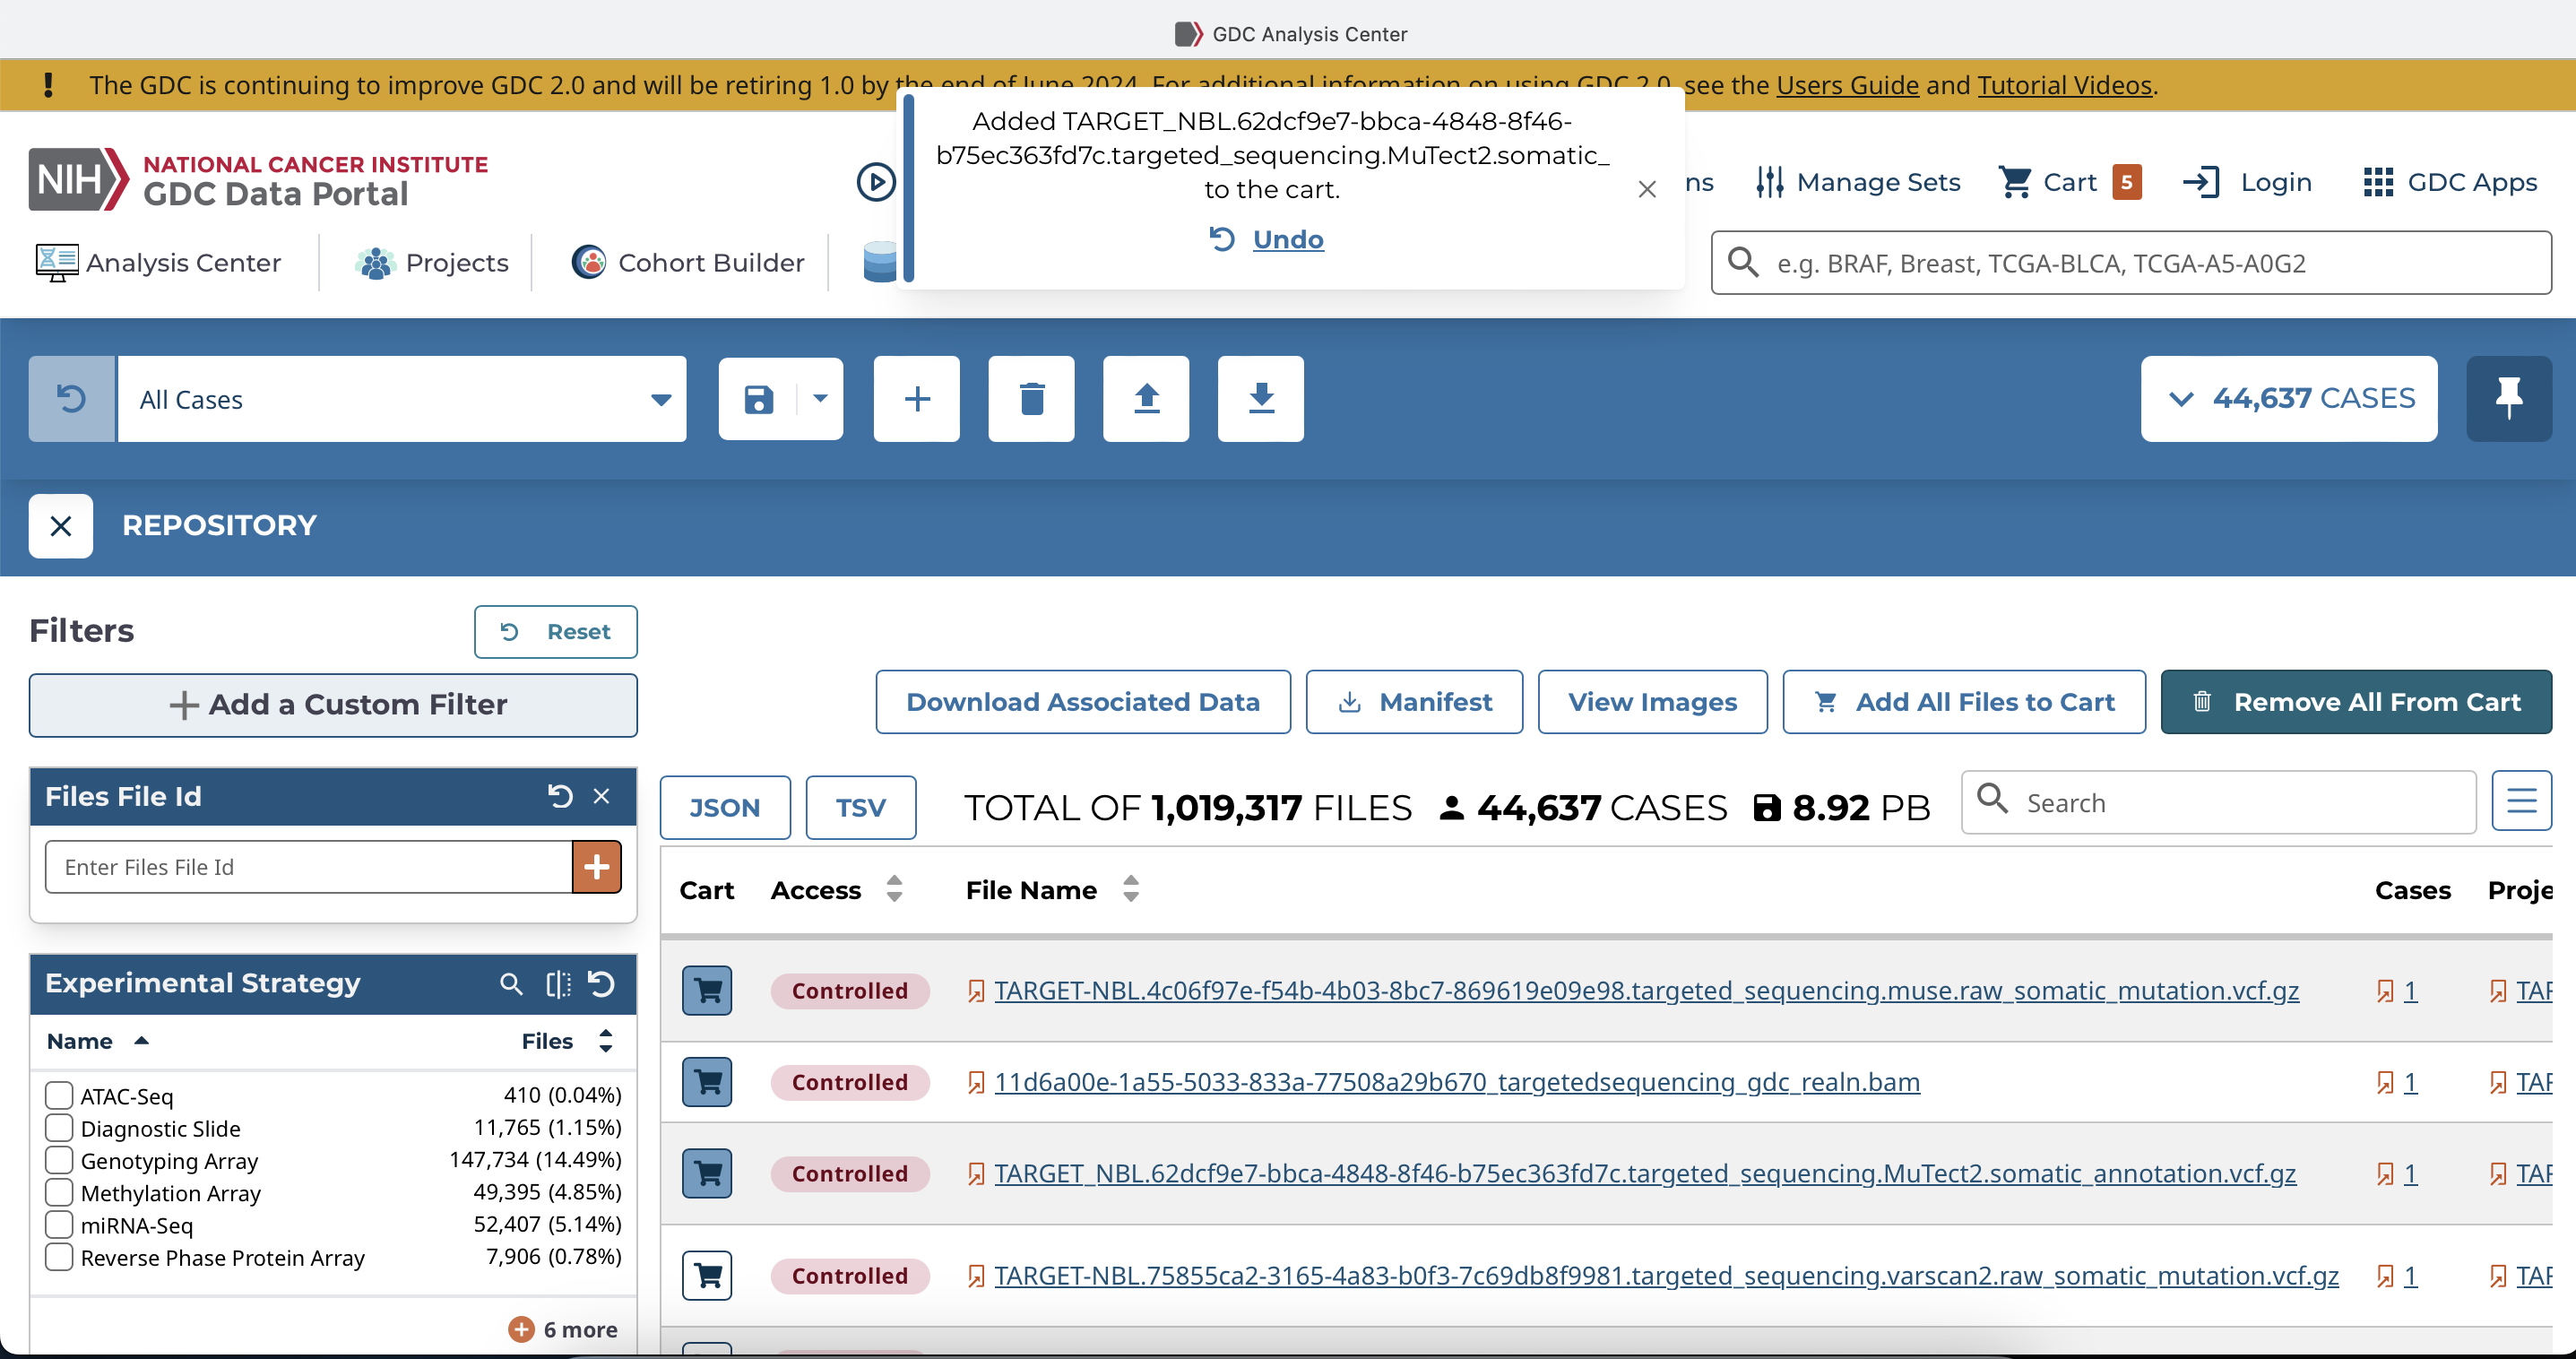 GDC Analysis Center
! The GDC is continuing to improve GDC 2.0 and will be retiring 1.0 by the end of June 2024. For additional information on using GDC 2.0, see the Users Guide and Tutorial Videos.
Added TARGET_NBL.62dcf9e7-bbca-4848-8f46-
b75ec363fd7c.targeted_sequencing.MuTect2.somatic_
to the cart.
Undo
NIH NATIONAL CANCER INSTITUTE
GDC Data Portal
ns Manage Sets Cart 5 Login GDC Apps
Analysis Center Projects Cohort Builder
e.g. BRAF, Breast, TCGA-BLCA, TCGA-A5-A0G2
All Cases
44,637 CASES
REPOSITORY
Filters
Reset
Add a Custom Filter
Download Associated Data Manifest View Images Add All Files to Cart Remove All From Cart
Files File Id
Enter Files File Id
JSON TSV TOTAL OF 1,019,317 FILES 44,637 CASES 8.92 PB Search
Experimental Strategy
Name Files
ATAC-Seq 410 (0.04%)
Diagnostic Slide 11,765 (1.15%)
Genotyping Array 147,734 (14.49%)
Methylation Array 49,395 (4.85%)
miRNA-Seq 52,407 (5.14%)
Reverse Phase Protein Array 7,906 (0.78%)
6 more
Cart Access File Name Cases Proje
Controlled TARGET-NBL.4c06f97e-f54b-4b03-8bc7-869619e09e98.targeted_sequencing.muse.raw_somatic_mutation.vcf.gz 1 TAR
Controlled 11d6a00e-1a55-5033-833a-77508a29b670_targetedsequencing_gdc_realn.bam 1 TAR
Controlled TARGET_NBL.62dcf9e7-bbca-4848-8f46-b75ec363fd7c.targeted_sequencing.MuTect2.somatic_annotation.vcf.gz 1 TAR
Controlled TARGET-NBL.75855ca2-3165-4a83-b0f3-7c69db8f9981.targeted_sequencing.varscan2.raw_somatic_mutation.vcf.gz 1 TAR